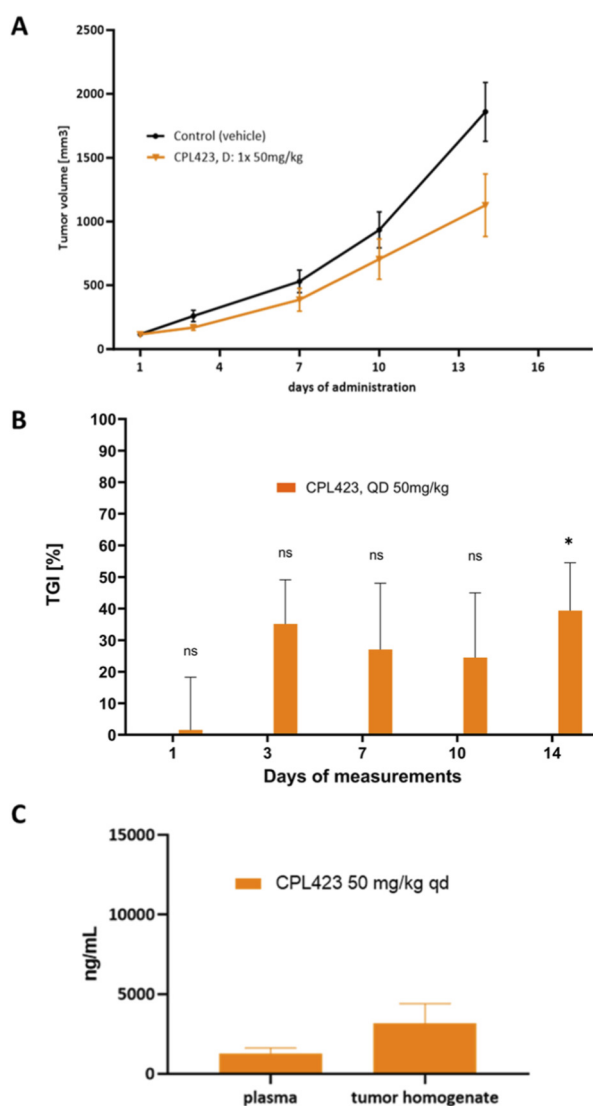 A
2500
2000
1500
1000
500
0
Tumor volume [mm3]
Control (vehicle)
CPL423, D: 1x 50mg/kg
1 4 7 10 13 16
days of administration
B
100
90
80
70
60
50
40
30
20
10
0
TGI [%]
CPL423, QD 50mg/kg
ns ns ns ns *
1 3 7 10 14
Days of measurements
C
15000
10000
5000
0
ng/mL
CPL423 50 mg/kg qd
plasma tumor homogenate